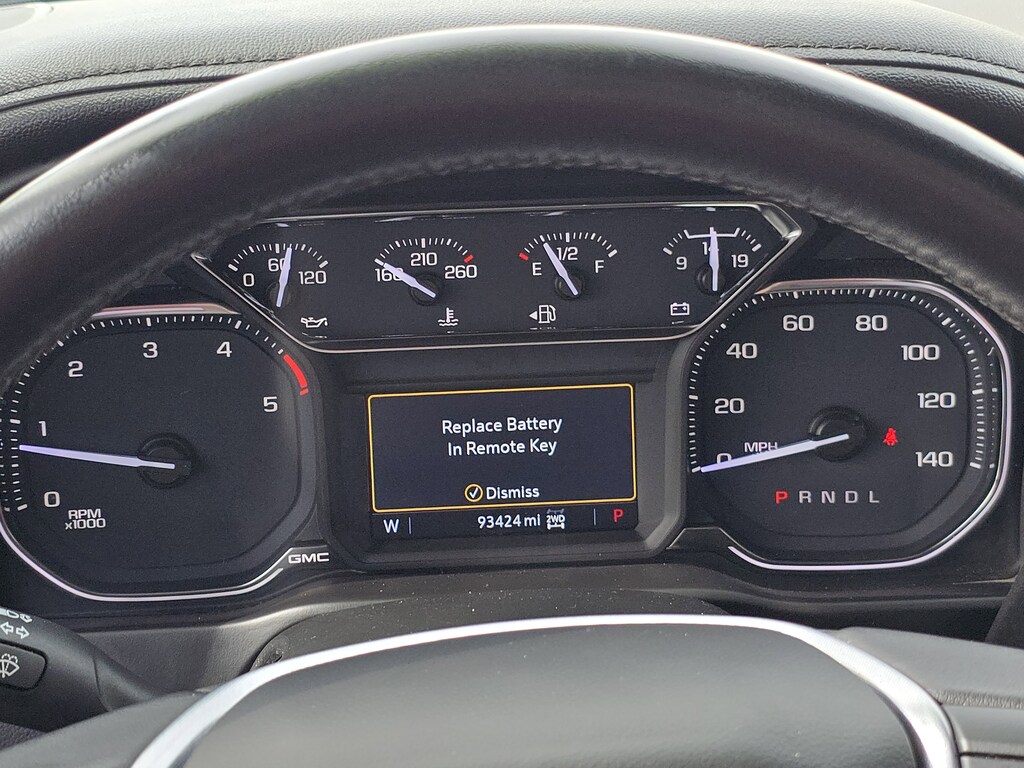 0 60 120
160 210 260
E 1/2 F
9 14 19
0 1 2 3 4 5
RPM
x1000
GMC
Replace Battery
In Remote Key
Dismiss
W 93424 mi 2WD P
0 20 40 60 80 100 120 140
MPH
P R N D L